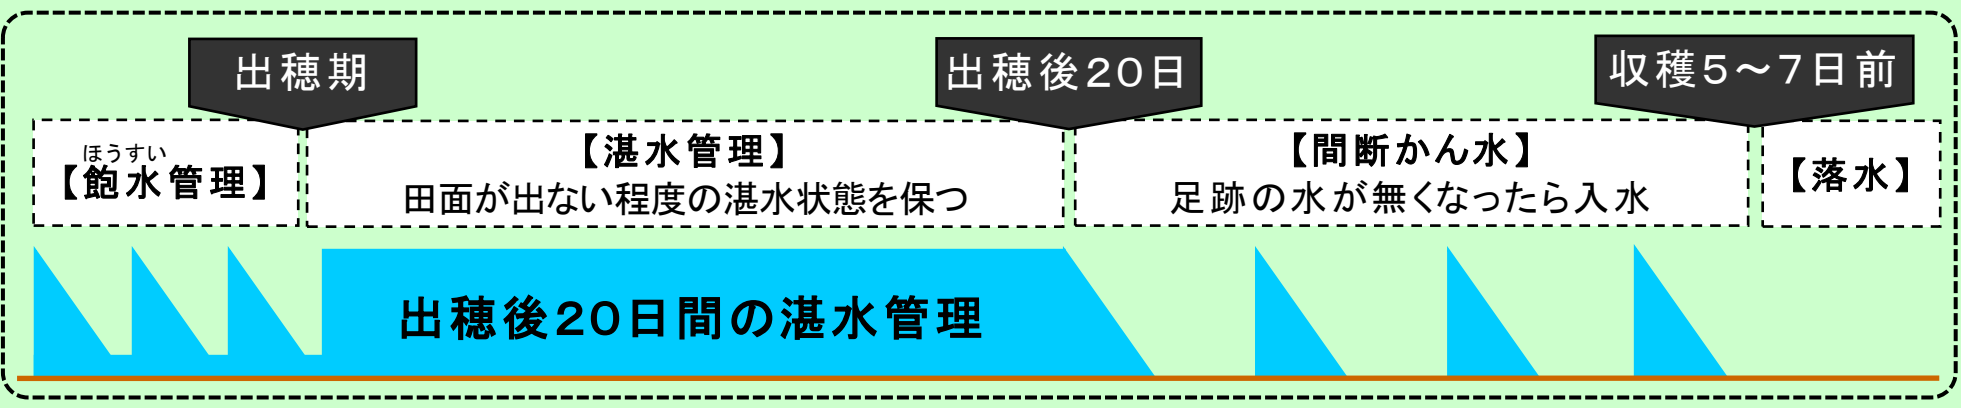 出穂期
出穂後20日
収穫5～7日前
ほうすい
【飽水管理】
【湛水管理】
田面が出ない程度の湛水状態を保つ
【間断かん水】
足跡の水が無くなったら入水
【落水】
出穂後20日間の湛水管理